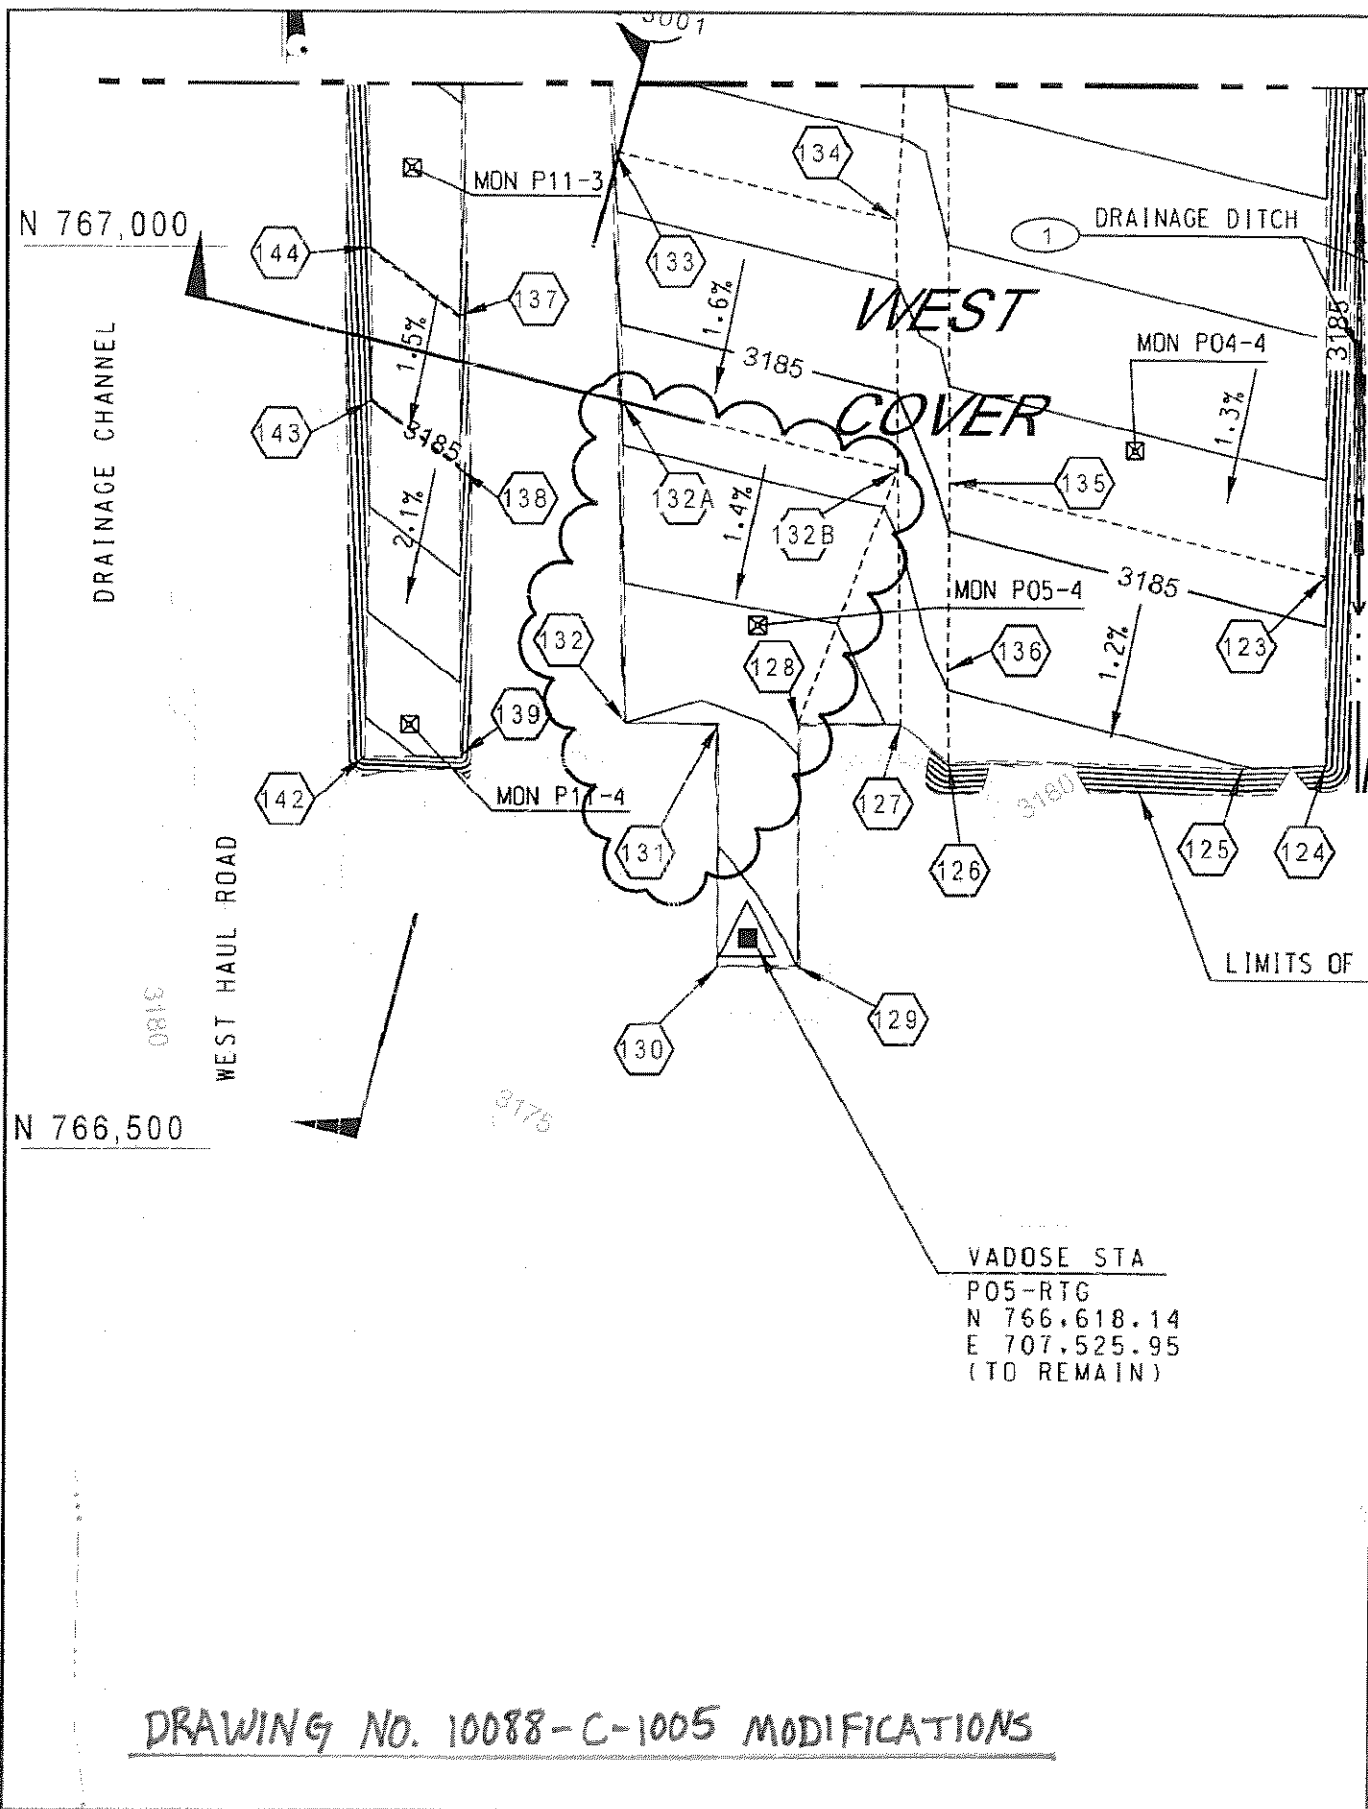 3001
134
MON P11-3
N 767,000
144
133
1
DRAINAGE DITCH
137
1.6%
WEST
3185
MON P04-4
1.5%
3185
DRAINAGE CHANNEL
143
3185
COVER
1.3%
138
132A
1.4%
132B
135
2.1%
MON P05-4
3185
132
128
136
1.2%
123
139
142
MON P11-4
127
3180
131
126
125
124
WEST HAUL ROAD
LIMITS OF
3180
130
129
3175
N 766,500
VADOSE STA
P05-RTG
N 766,618.14
E 707,525.95
(TO REMAIN)
DRAWING NO. 10088-C-1005 MODIFICATIONS